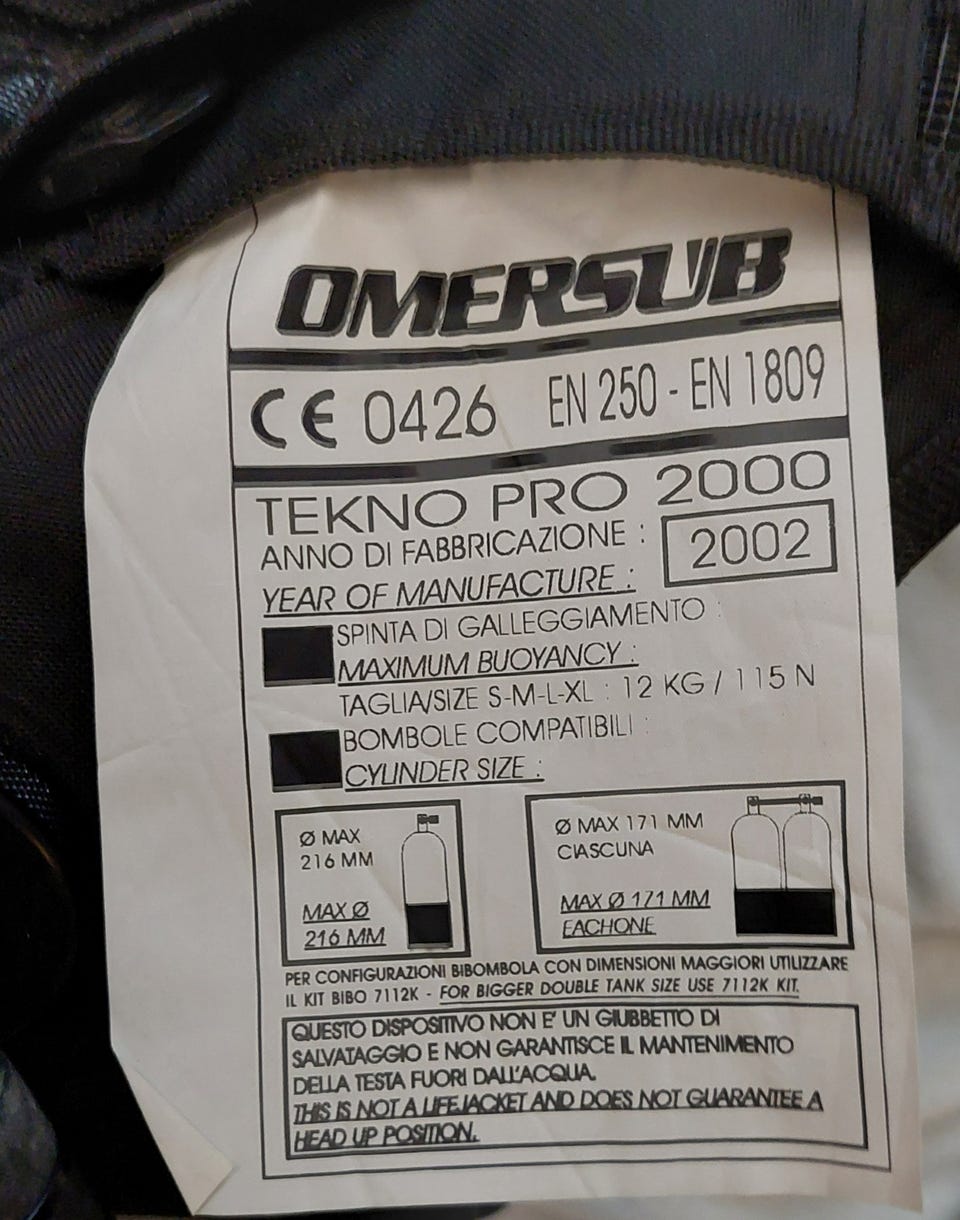 OMERSUB
CE 0426 EN 250 - EN 1809
TEKNO PRO 2000
ANNO DI FABBRICAZIONE :
YEAR OF MANUFACTURE :
2002
SPINTA DI GALLEGGIAMENTO :
MAXIMUM BUOYANCY :
TAGLIA/SIZE S-M-L-XL : 12 KG / 115 N
BOMBOLE COMPATIBILI :
CYLINDER SIZE :
Ø MAX
216 MM
MAX Ø
216 MM
Ø MAX 171 MM
CIASCUNA
MAX Ø 171 MM
EACHONE
PER CONFIGURAZIONI BIBOMBOLA CON DIMENSIONI MAGGIORI UTILIZZARE
IL KIT BIBO 7112K - FOR BIGGER DOUBLE TANK SIZE USE 7112K KIT.
QUESTO DISPOSITIVO NON E' UN GIUBBETTO DI
SALVATAGGIO E NON GARANTISCE IL MANTENIMENTO
DELLA TESTA FUORI DALL'ACQUA.
THIS IS NOT A LIFEJACKET AND DOES NOT GUARANTEE A
HEAD UP POSITION.